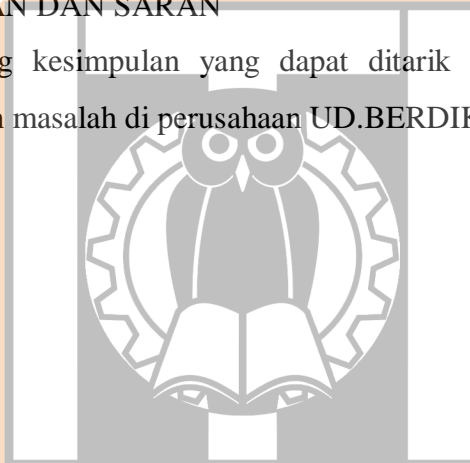 AN DAN SARAN
g kesimpulan yang dapat ditarik
n masalah di perusahaan UD.BERDIK